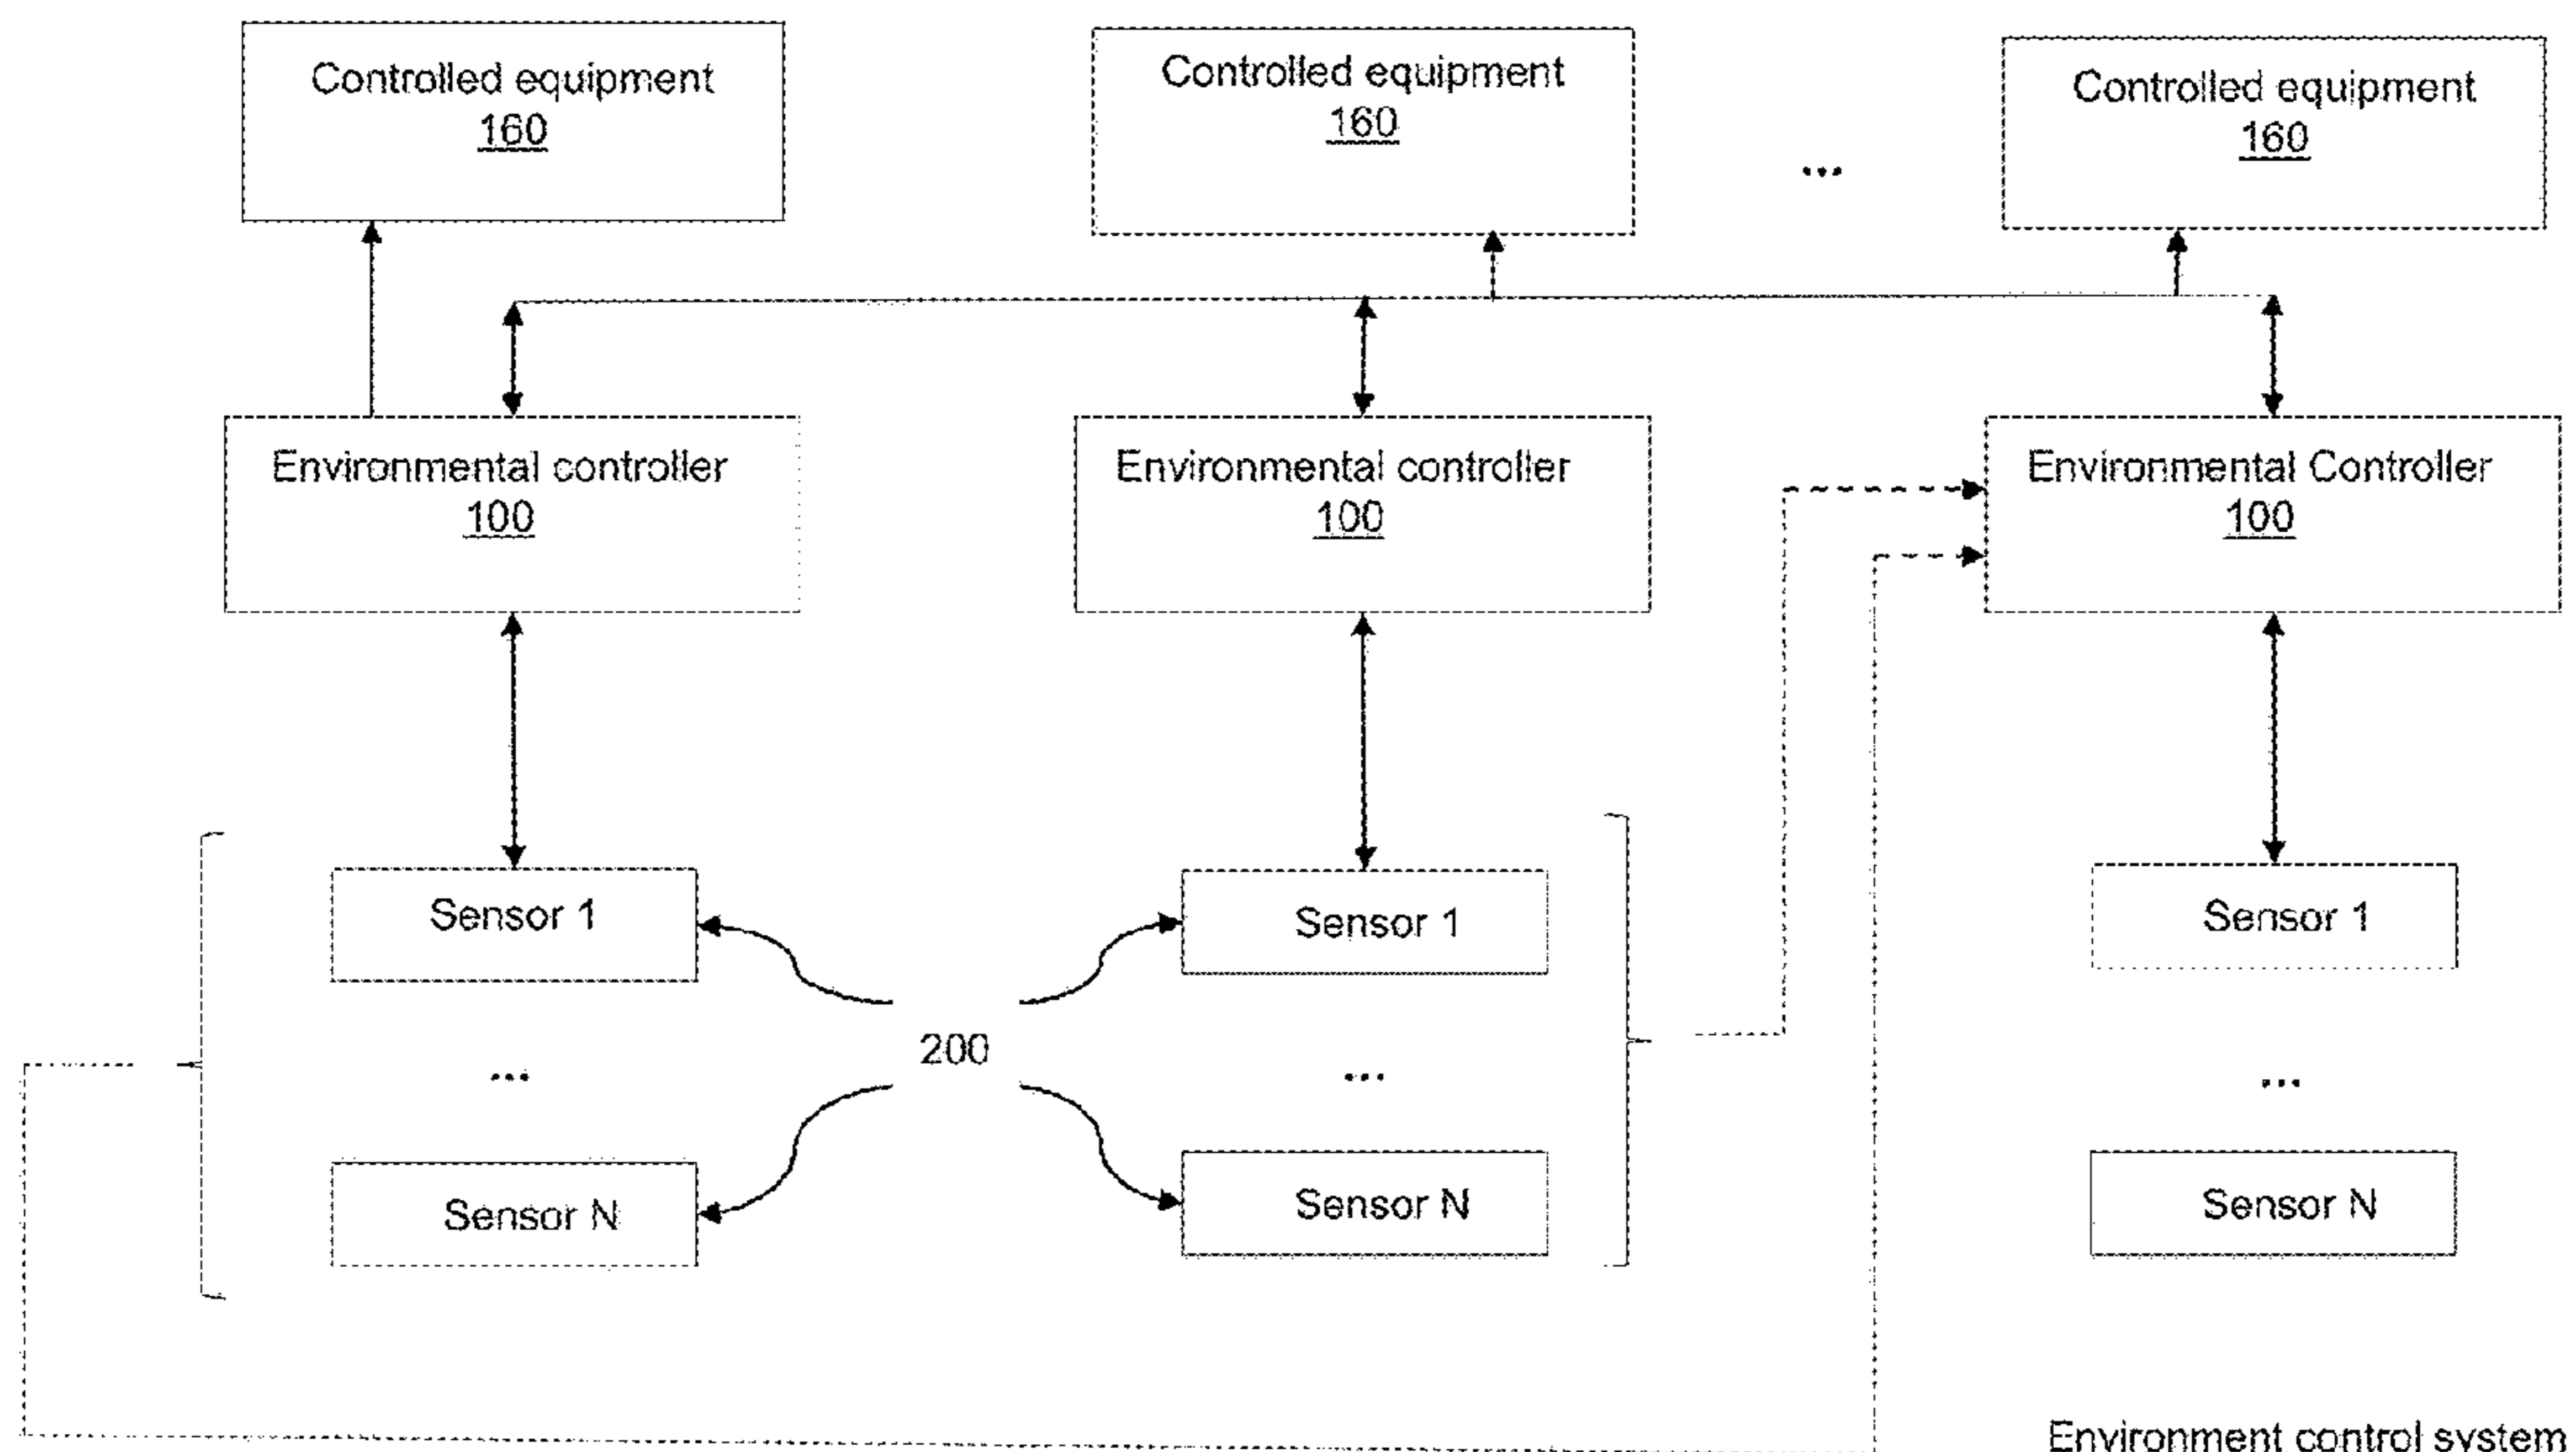 Controlled equipment
160
Controlled equipment
160
...
Controlled equipment
160
Environmental controller
100
Environmental controller
100
Environmental Controller
100
Sensor 1
Sensor 1
Sensor 1
200
...
...
...
Sensor N
Sensor N
Sensor N
Environment control system